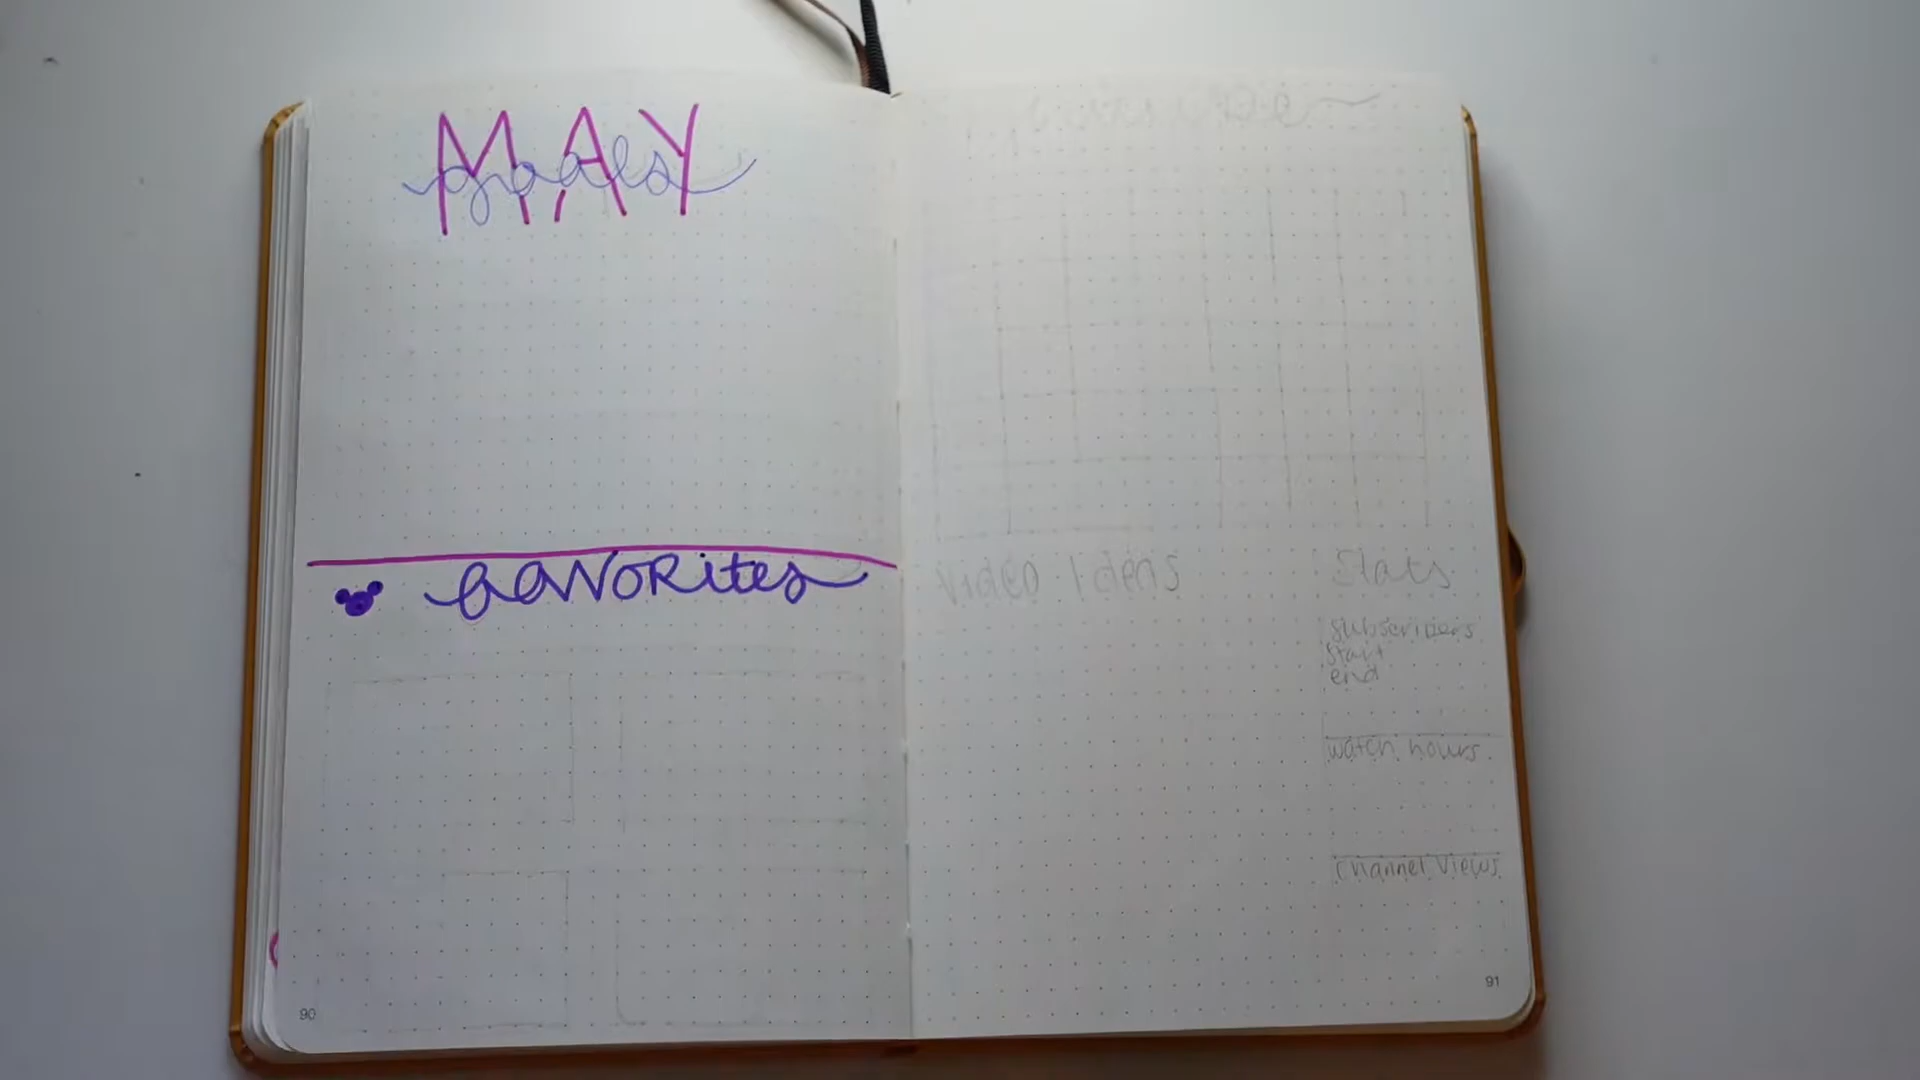 MAY
goals
FAVORites
90
Video Ideas
Stats
subscribers
start
end
watch hours
channel views
91